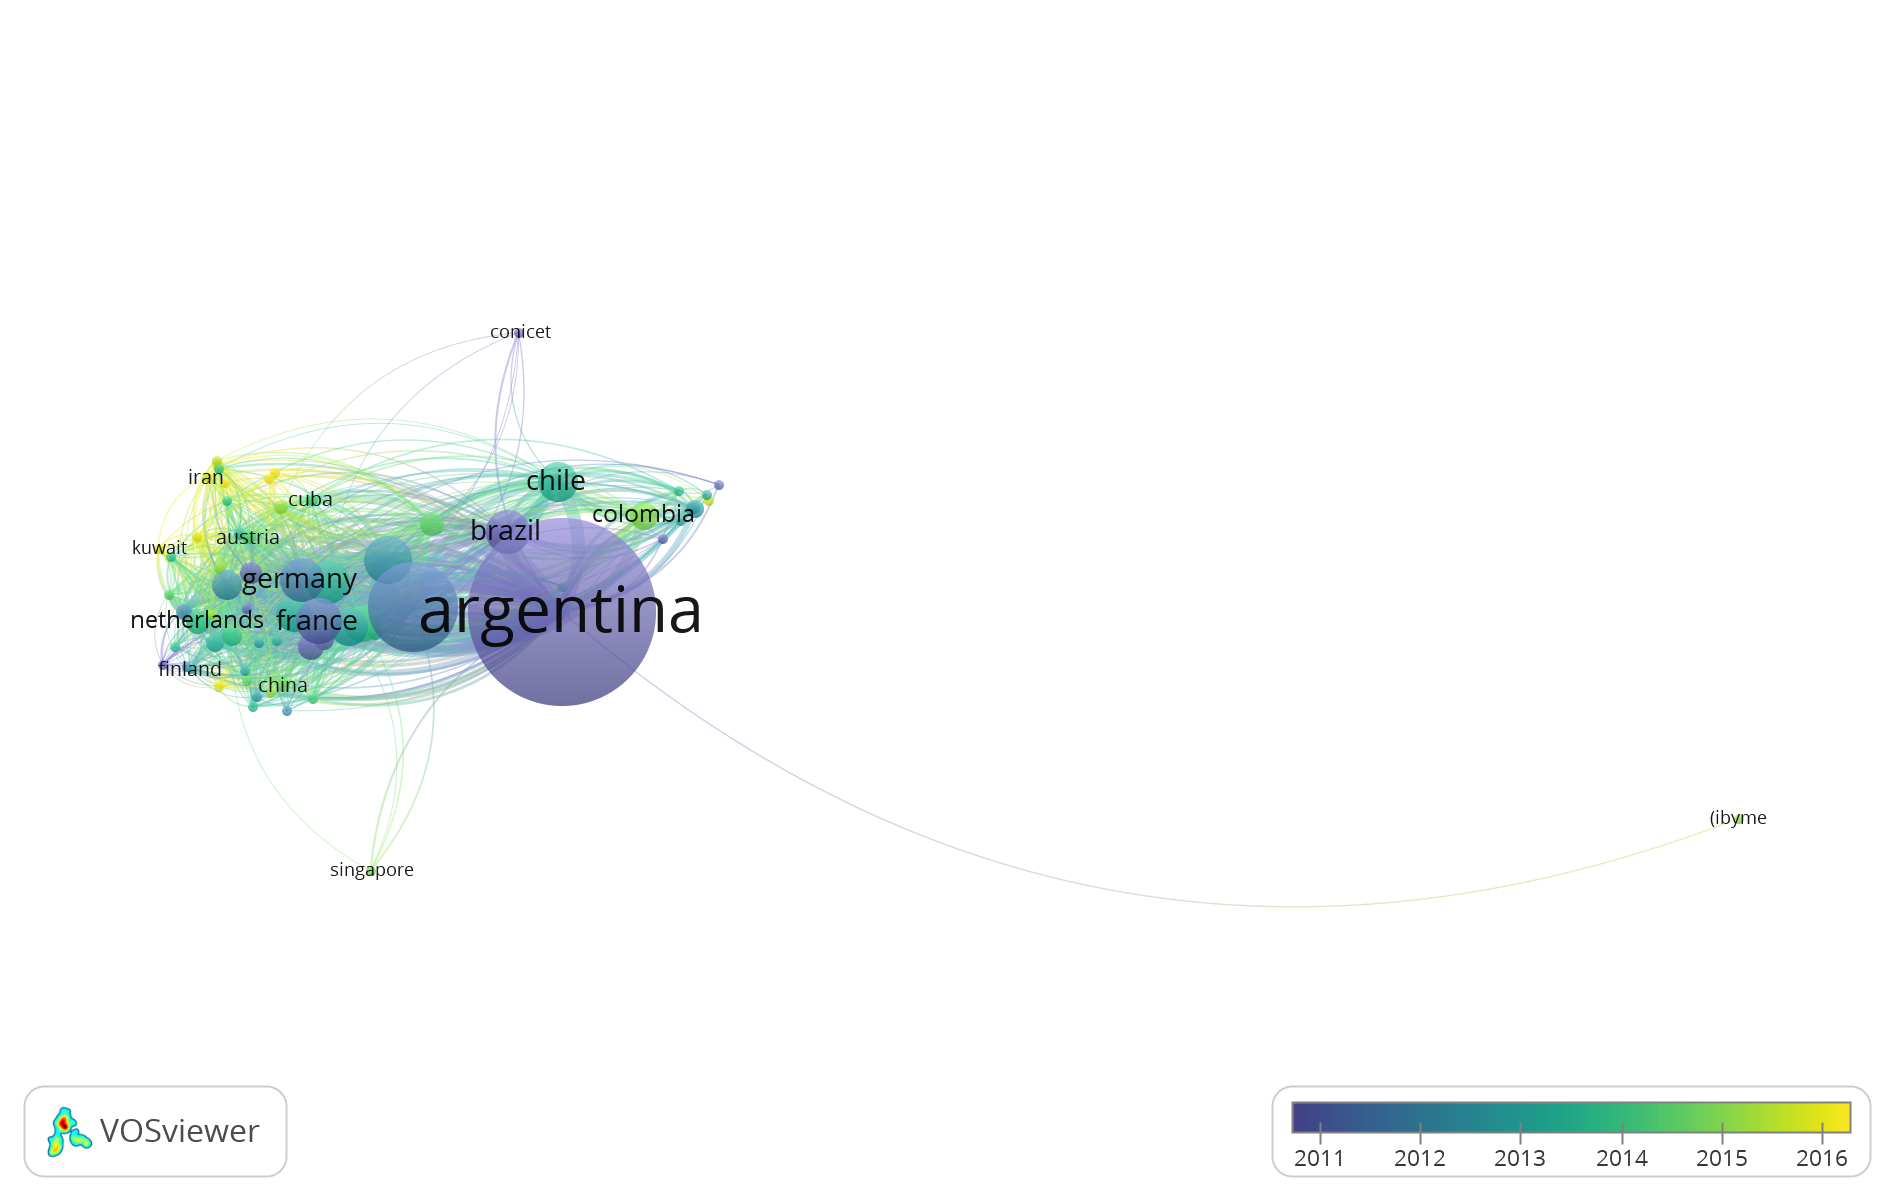 conicet
iran
chile
cuba
colombia
brazil
austria
kuwait
germany
argentina
netherlands
france
finland
china
(ibyme
singapore
VOSviewer
2011 2012 2013 2014 2015 2016